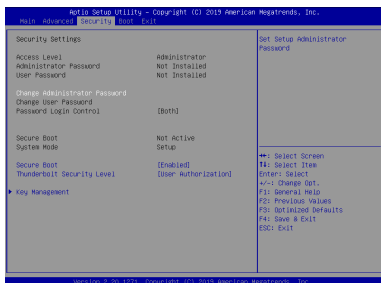 Aptio Setup Utility – Copyright (C) 2019 American Megatrends, Inc.
Main Advanced Security Boot Exit
Security Settings
Access Level Administrator
Administrator Password Not Installed
User Password Not Installed
Change Administrator Password
Change User Password
Password Login Control [Both]
Secure Boot Not Active
System Mode Setup
Secure Boot [Enabled]
Thunderbolt Security Level [User Authorization]
Key Management
Set Setup Administrator
Password
→←: Select Screen
↑↓: Select Item
Enter: Select
+/-: Change Opt.
F1: General Help
F2: Previous Values
F3: Optimized Defaults
F4: Save & Exit
ESC: Exit
Version 2.20.1271. Copyright (C) 2019 American Megatrends, Inc.